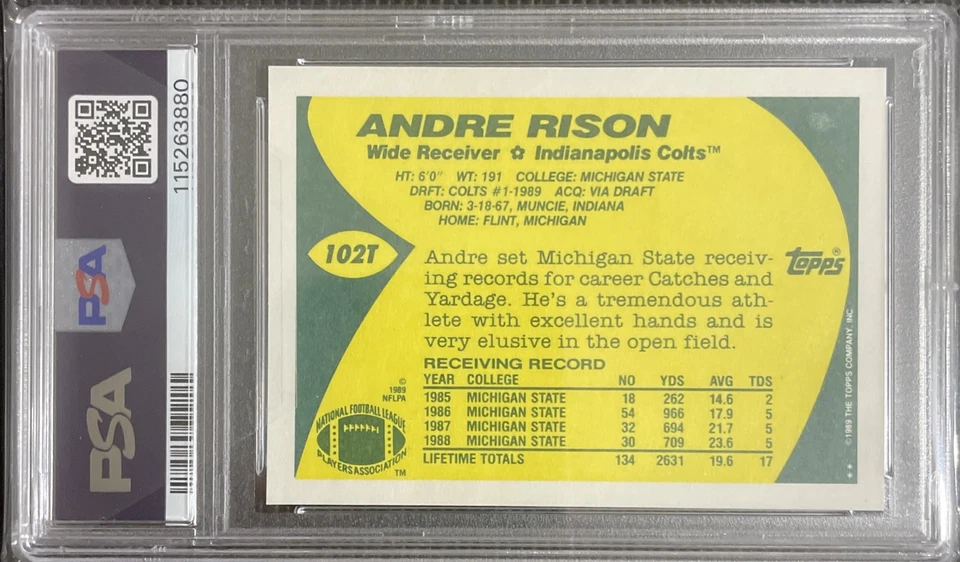 PSA
115263880
PSA
ANDRE RISON
Wide Receiver ✪ Indianapolis Colts™
HT: 6'0" WT: 191 COLLEGE: MICHIGAN STATE
DRFT: COLTS #1-1989 ACQ: VIA DRAFT
BORN: 3-18-67, MUNCIE, INDIANA
HOME: FLINT, MICHIGAN
102T
Andre set Michigan State receiv-
ing records for career Catches and
Yardage. He's a tremendous ath-
lete with excellent hands and is
very elusive in the open field.
topps®
RECEIVING RECORD
YEAR COLLEGE NO YDS AVG TDS
1985 MICHIGAN STATE 18 262 14.6 2
1986 MICHIGAN STATE 54 966 17.9 5
1987 MICHIGAN STATE 32 694 21.7 5
1988 MICHIGAN STATE 30 709 23.6 5
LIFETIME TOTALS 134 2631 19.6 17
©
1989
NFLPA
NATIONAL FOOTBALL LEAGUE
PLAYERS ASSOCIATION
™
©1989 THE TOPPS COMPANY, INC.
**